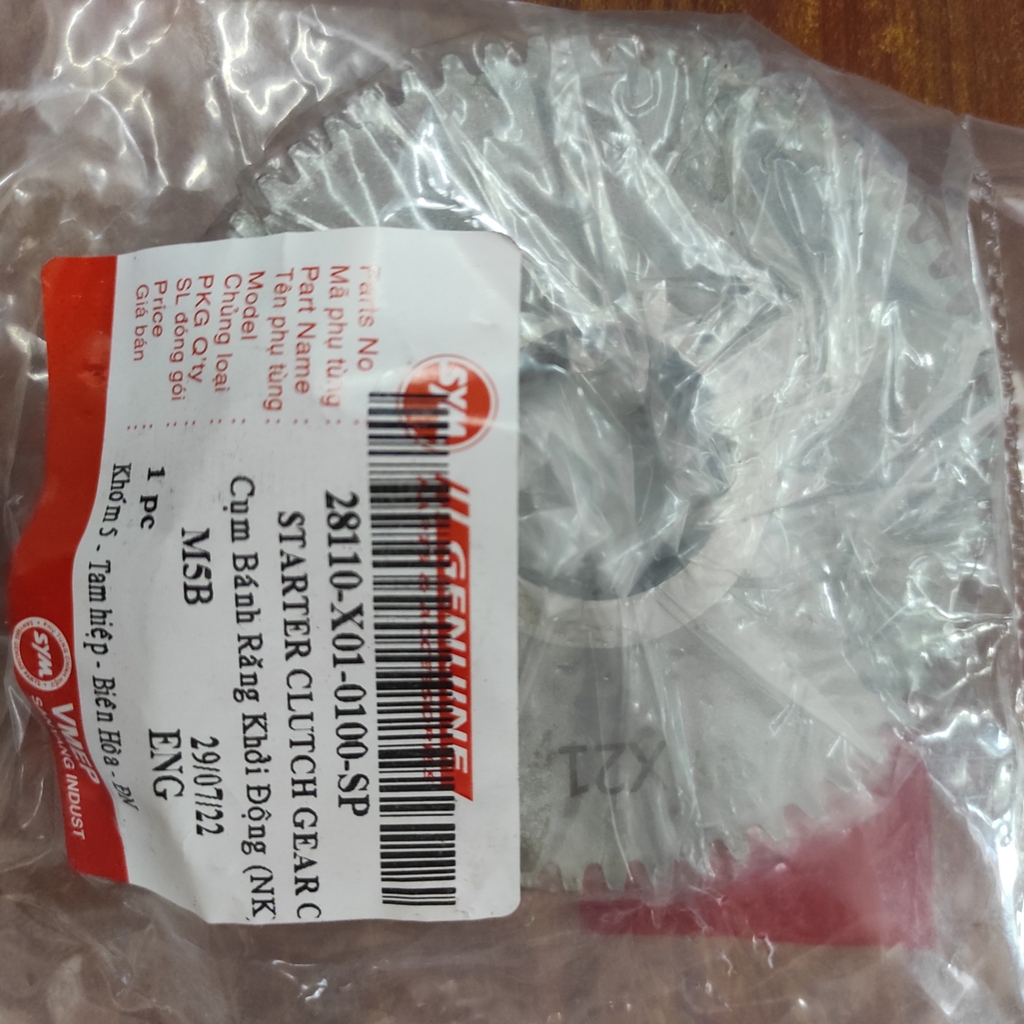 SYM GENUINE
Parts No
Mã phụ tùng : 28110-X01-0100-SP
Part Name : STARTER CLUTCH GEAR C
Tên phụ tùng : Cụm Bánh Răng Khởi Động (NK
Model
Chủng loại : M5B 29/07/22
PKG Q'ty : ENG
SL đóng gói : 1 pc
Price
Giá bán :
Khóm 5 - Tam hiệp - Biên Hòa - ĐN
SYM VMEP
X21